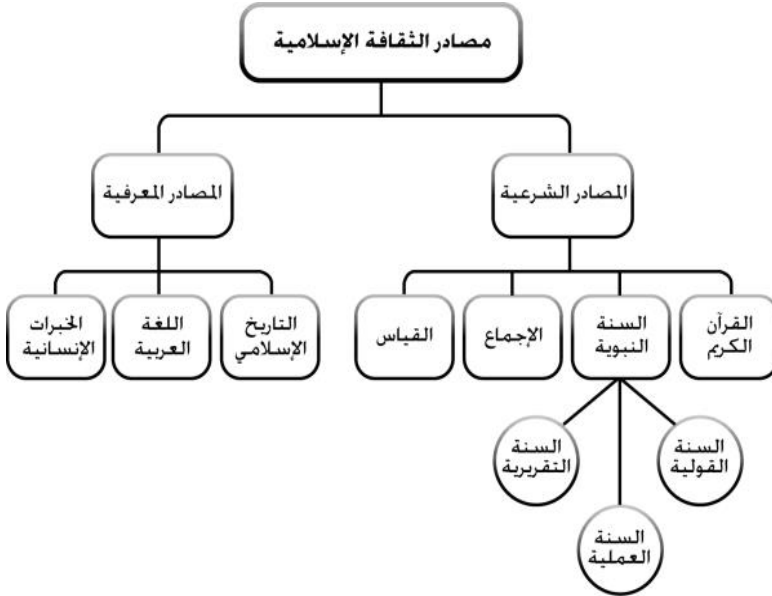 مصادر الثقافة الإسلامية
المصادر الشرعية
المصادر المعرفية
القرآن
الكريم
السنة
النبوية
الإجماع
القياس
التاريخ
الإسلامي
اللغة
العربية
الخبرات
الإنسانية
السنة
القولية
السنة
العملية
السنة
التقريرية